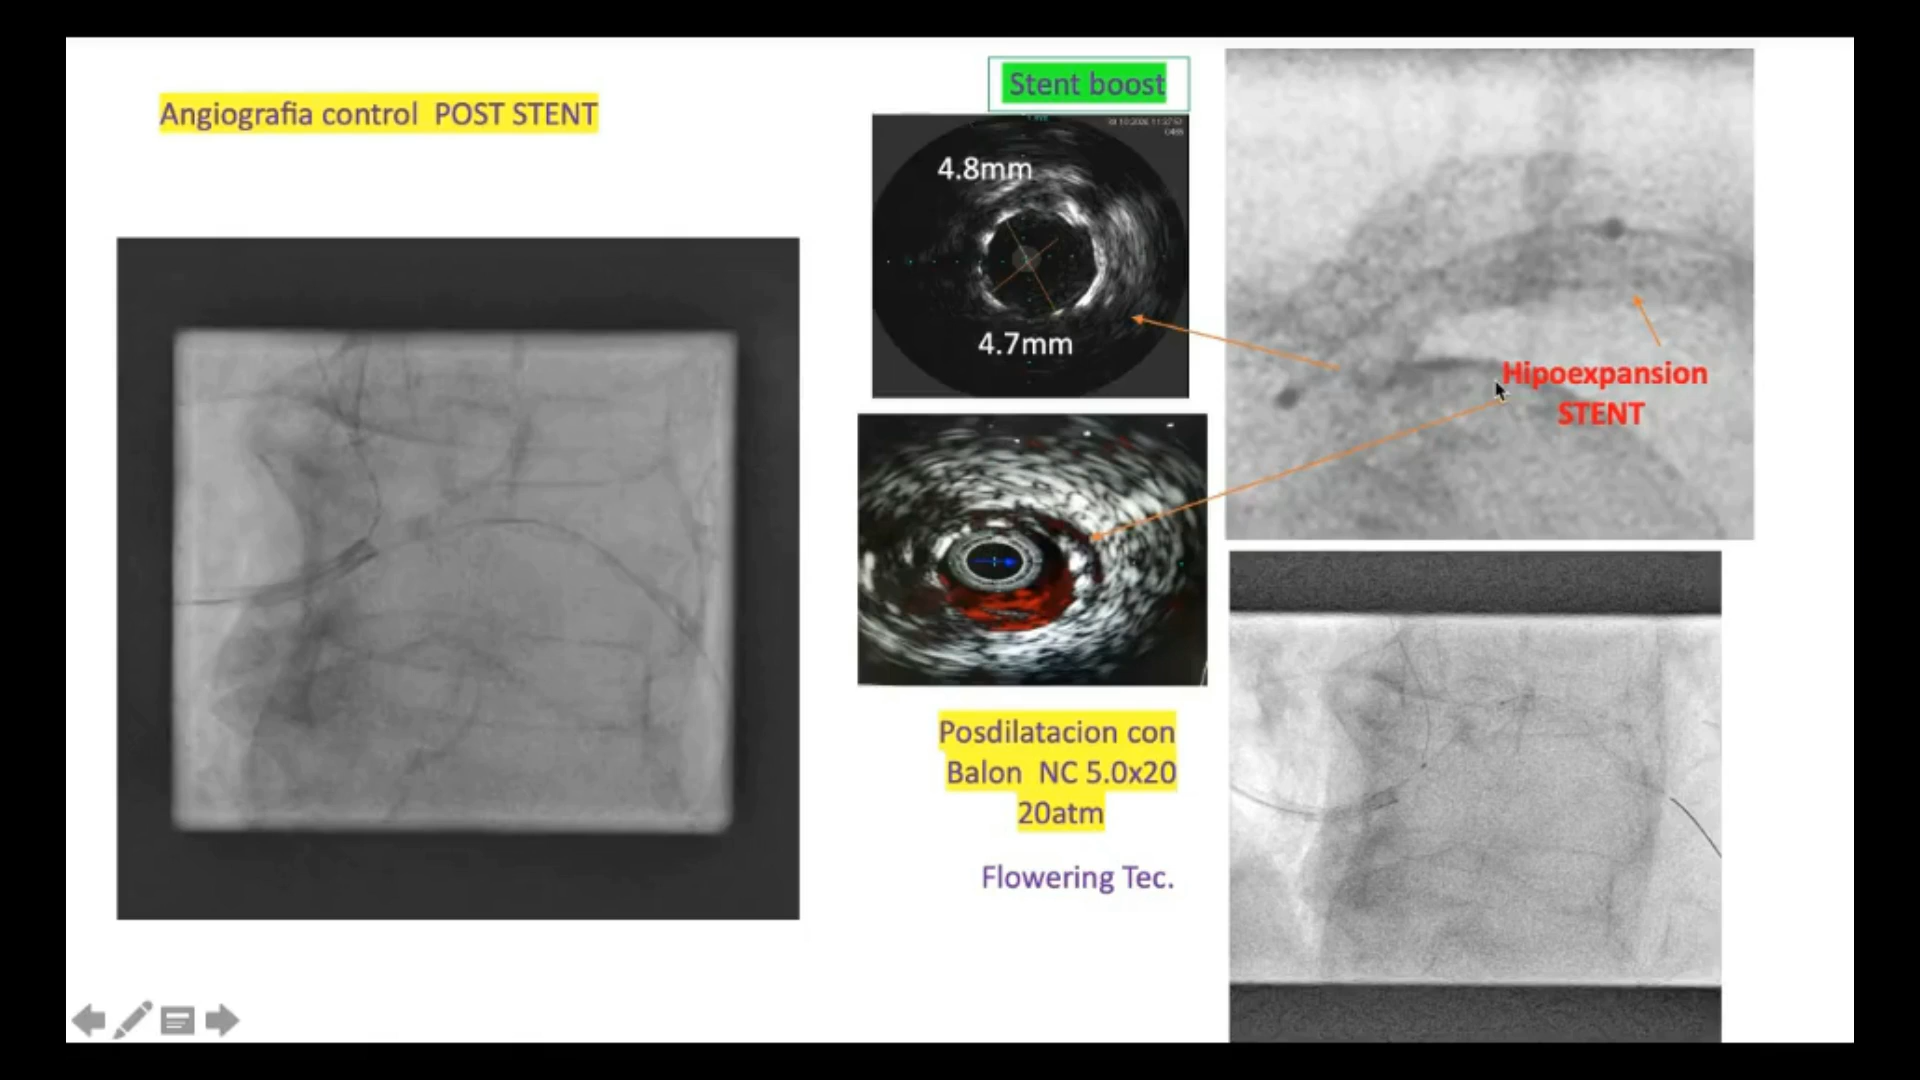 Angiografia control POST STENT
Stent boost
4.8mm
4.7mm
Hipoexpansion
STENT
Posdilatacion con
Balon NC 5.0x20
20atm
Flowering Tec.